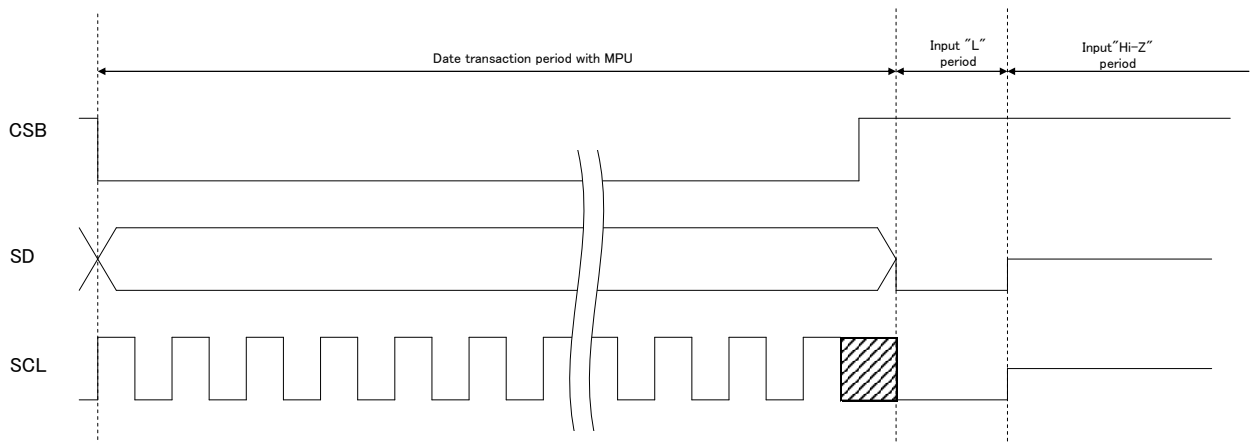 Date transaction period with MPU
Input "L"
period
Input"Hi-Z"
period
CSB
SD
SCL